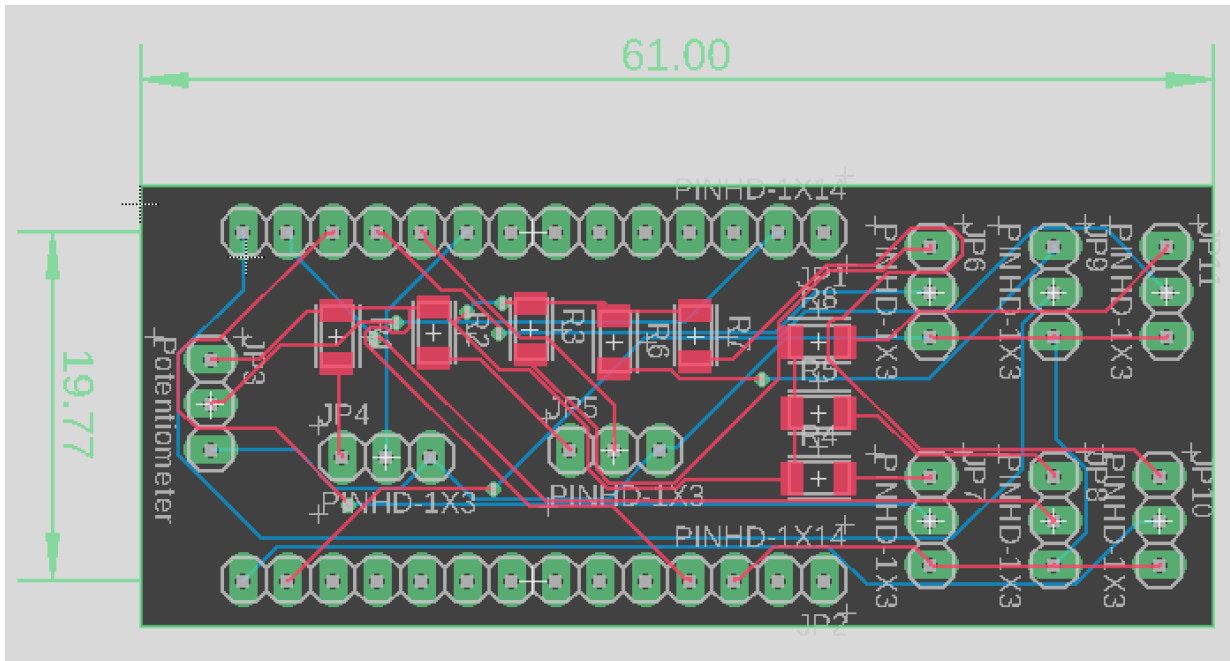 61.00
19.77
PINHD-1X14
JP1
R8
R5
R4
R2
R3
R6
JP3
Potentiometer
JP4
PINHD-1X3
JP5
PINHD-1X3
JP6
PINHD-1X3
JP9
PINHD-1X3
JP11
PINHD-1X3
JP7
PINHD-1X3
JP8
PINHD-1X3
JP10
PINHD-1X3
PINHD-1X14
JP2